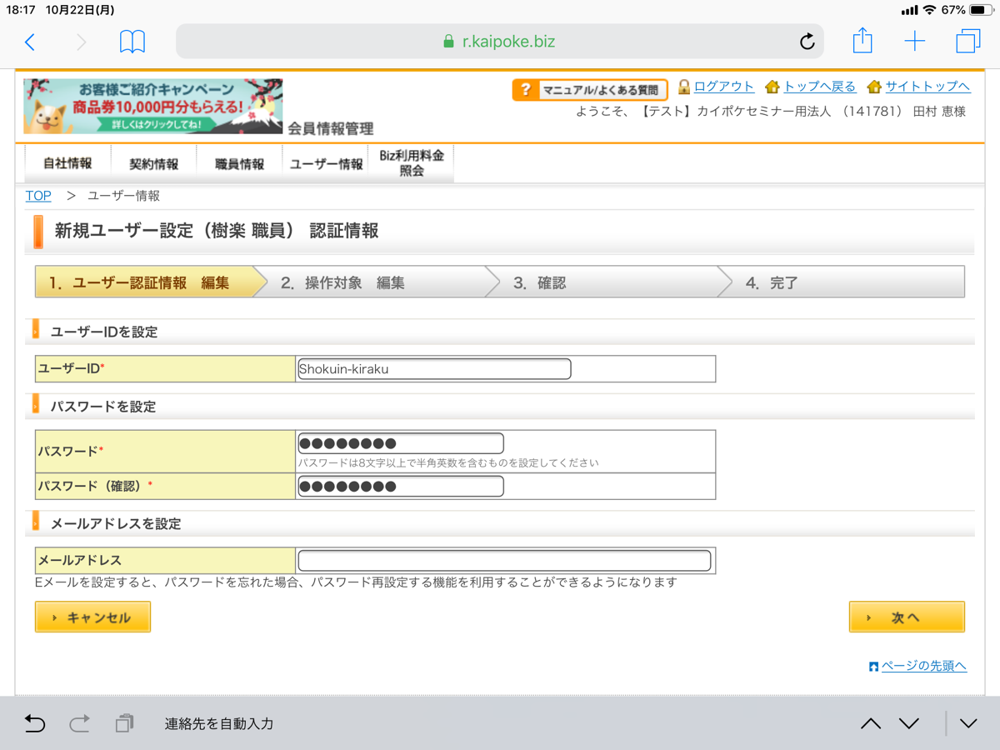 18:17 10月22日(月)
67%
r.kaipoke.biz
お客様ご紹介キャンペーン
商品券10,000円分もらえる!
詳しくはクリックしてね!
会員情報管理
? マニュアル/よくある質問 ログアウト トップへ戻る サイトトップへ
ようこそ、【テスト】カイポケセミナー用法人 (141781) 田村 恵様
自社情報 契約情報 職員情報 ユーザー情報 Biz利用料金
照会
TOP > ユーザー情報
新規ユーザー設定(樹楽 職員) 認証情報
1. ユーザー認証情報 編集 2. 操作対象 編集 3. 確認 4. 完了
ユーザーIDを設定
ユーザーID* Shokuin-kiraku
パスワードを設定
パスワード* ●●●●●●●●
パスワードは8文字以上で半角英数を含むものを設定してください
パスワード(確認) * ●●●●●●●●
メールアドレスを設定
メールアドレス
Eメールを設定すると、パスワードを忘れた場合、パスワード再設定する機能を利用することができるようになります
キャンセル 次へ
ページの先頭へ
連絡先を自動入力